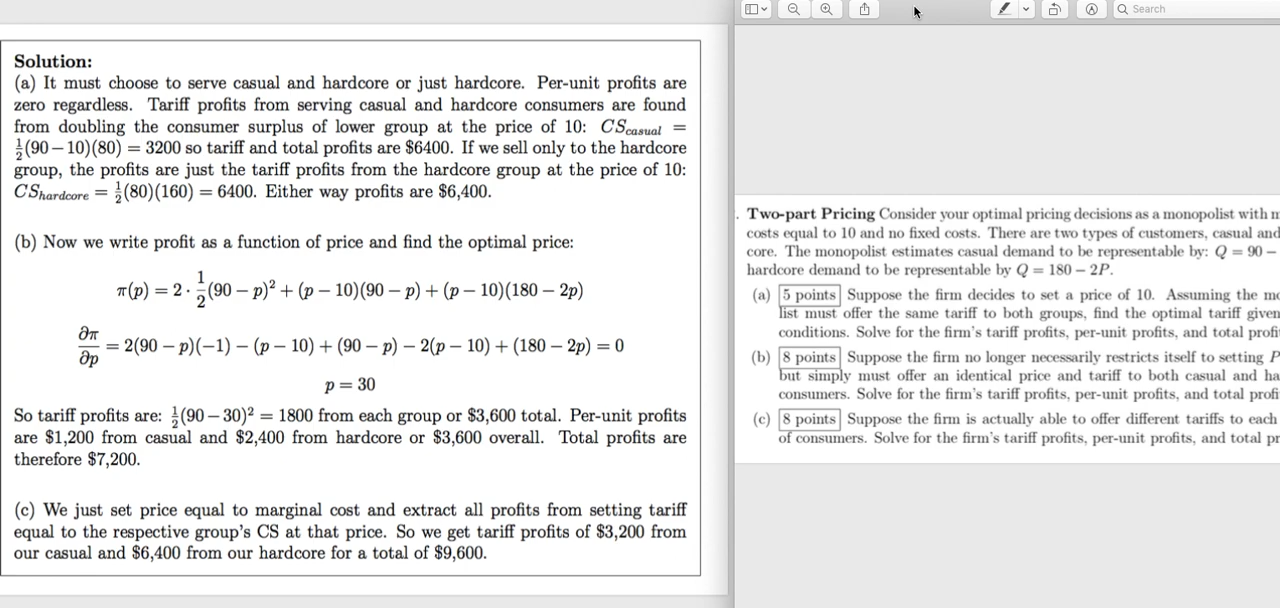 Search
Solution:
(a) It must choose to serve casual and hardcore or just hardcore. Per-unit profits are
zero regardless. Tariff profits from serving casual and hardcore consumers are found
from doubling the consumer surplus of lower group at the price of 10: CS_casual =
½(90 − 10)(80) = 3200 so tariff and total profits are $6400. If we sell only to the hardcore
group, the profits are just the tariff profits from the hardcore group at the price of 10:
CS_hardcore = ½(80)(160) = 6400. Either way profits are $6,400.
(b) Now we write profit as a function of price and find the optimal price:
π(p) = 2 · 1/2 (90 − p)² + (p − 10)(90 − p) + (p − 10)(180 − 2p)
∂π/∂p = 2(90 − p)(−1) − (p − 10) + (90 − p) − 2(p − 10) + (180 − 2p) = 0
p = 30
So tariff profits are: ½(90 − 30)² = 1800 from each group or $3,600 total. Per-unit profits
are $1,200 from casual and $2,400 from hardcore or $3,600 overall. Total profits are
therefore $7,200.
(c) We just set price equal to marginal cost and extract all profits from setting tariff
equal to the respective group's CS at that price. So we get tariff profits of $3,200 from
our casual and $6,400 from our hardcore for a total of $9,600.
. Two-part Pricing Consider your optimal pricing decisions as a monopolist with
costs equal to 10 and no fixed costs. There are two types of customers, casual and
core. The monopolist estimates casual demand to be representable by: Q = 90 −
hardcore demand to be representable by Q = 180 − 2P.
(a) 5 points Suppose the firm decides to set a price of 10. Assuming the
list must offer the same tariff to both groups, find the optimal tariff given
conditions. Solve for the firm's tariff profits, per-unit profits, and total
(b) 8 points Suppose the firm no longer necessarily restricts itself to setting P
but simply must offer an identical price and tariff to both casual and
consumers. Solve for the firm's tariff profits, per-unit profits, and total
(c) 8 points Suppose the firm is actually able to offer different tariffs to each
of consumers. Solve for the firm's tariff profits, per-unit profits, and total